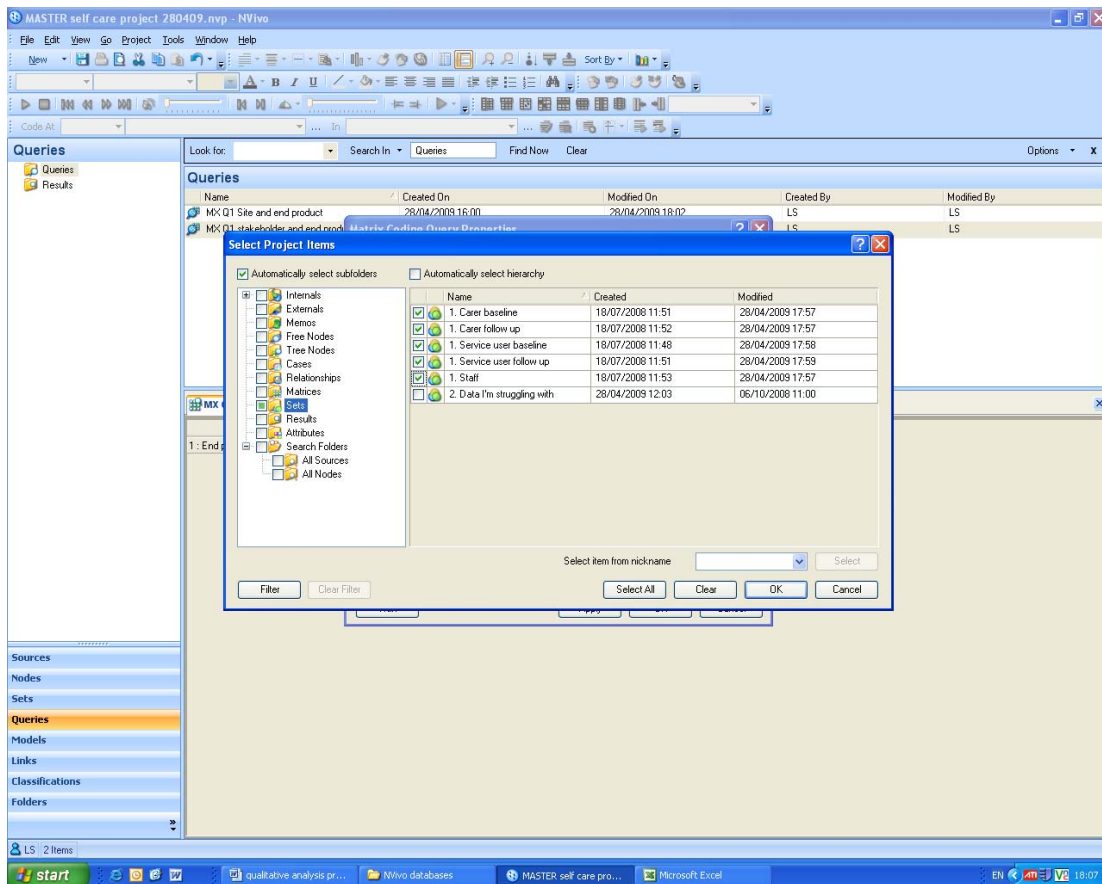 MASTER self care project 280409.nvp - NVivo
File Edit View Go Project Tools Window Help
New Sort By
A B I U
Code At In
Queries
Queries
Results
Look for: Search In Queries Find Now Clear Options x
Queries
Name Created On Modified On Created By Modified By
MX Q1 Site and end product 28/04/2009 16:00 28/04/2009 18:02 LS LS
MX Q1 stakeholder and end prod LS LS
Matrix Coding Query Properties
Select Project Items
Automatically select subfolders Automatically select hierarchy
Internals
Externals
Memos
Free Nodes
Tree Nodes
Cases
Relationships
Matrices
Sets
Results
Attributes
Search Folders
All Sources
All Nodes
Name Created Modified
1. Carer baseline 18/07/2008 11:51 28/04/2009 17:57
1. Carer follow up 18/07/2008 11:52 28/04/2009 17:57
1. Service user baseline 18/07/2008 11:48 28/04/2009 17:58
1. Service user follow up 18/07/2008 11:51 28/04/2009 17:59
1. Staff 18/07/2008 11:53 28/04/2009 17:57
2. Data I'm struggling with 28/04/2009 12:03 06/10/2008 11:00
Select item from nickname Select
Filter Clear Filter Select All Clear OK Cancel
MX
1 : End
Sources
Nodes
Sets
Queries
Models
Links
Classifications
Folders
LS 2 Items
start qualitative analysis pr... NVivo databases MASTER self care pro... Microsoft Excel EN 18:07